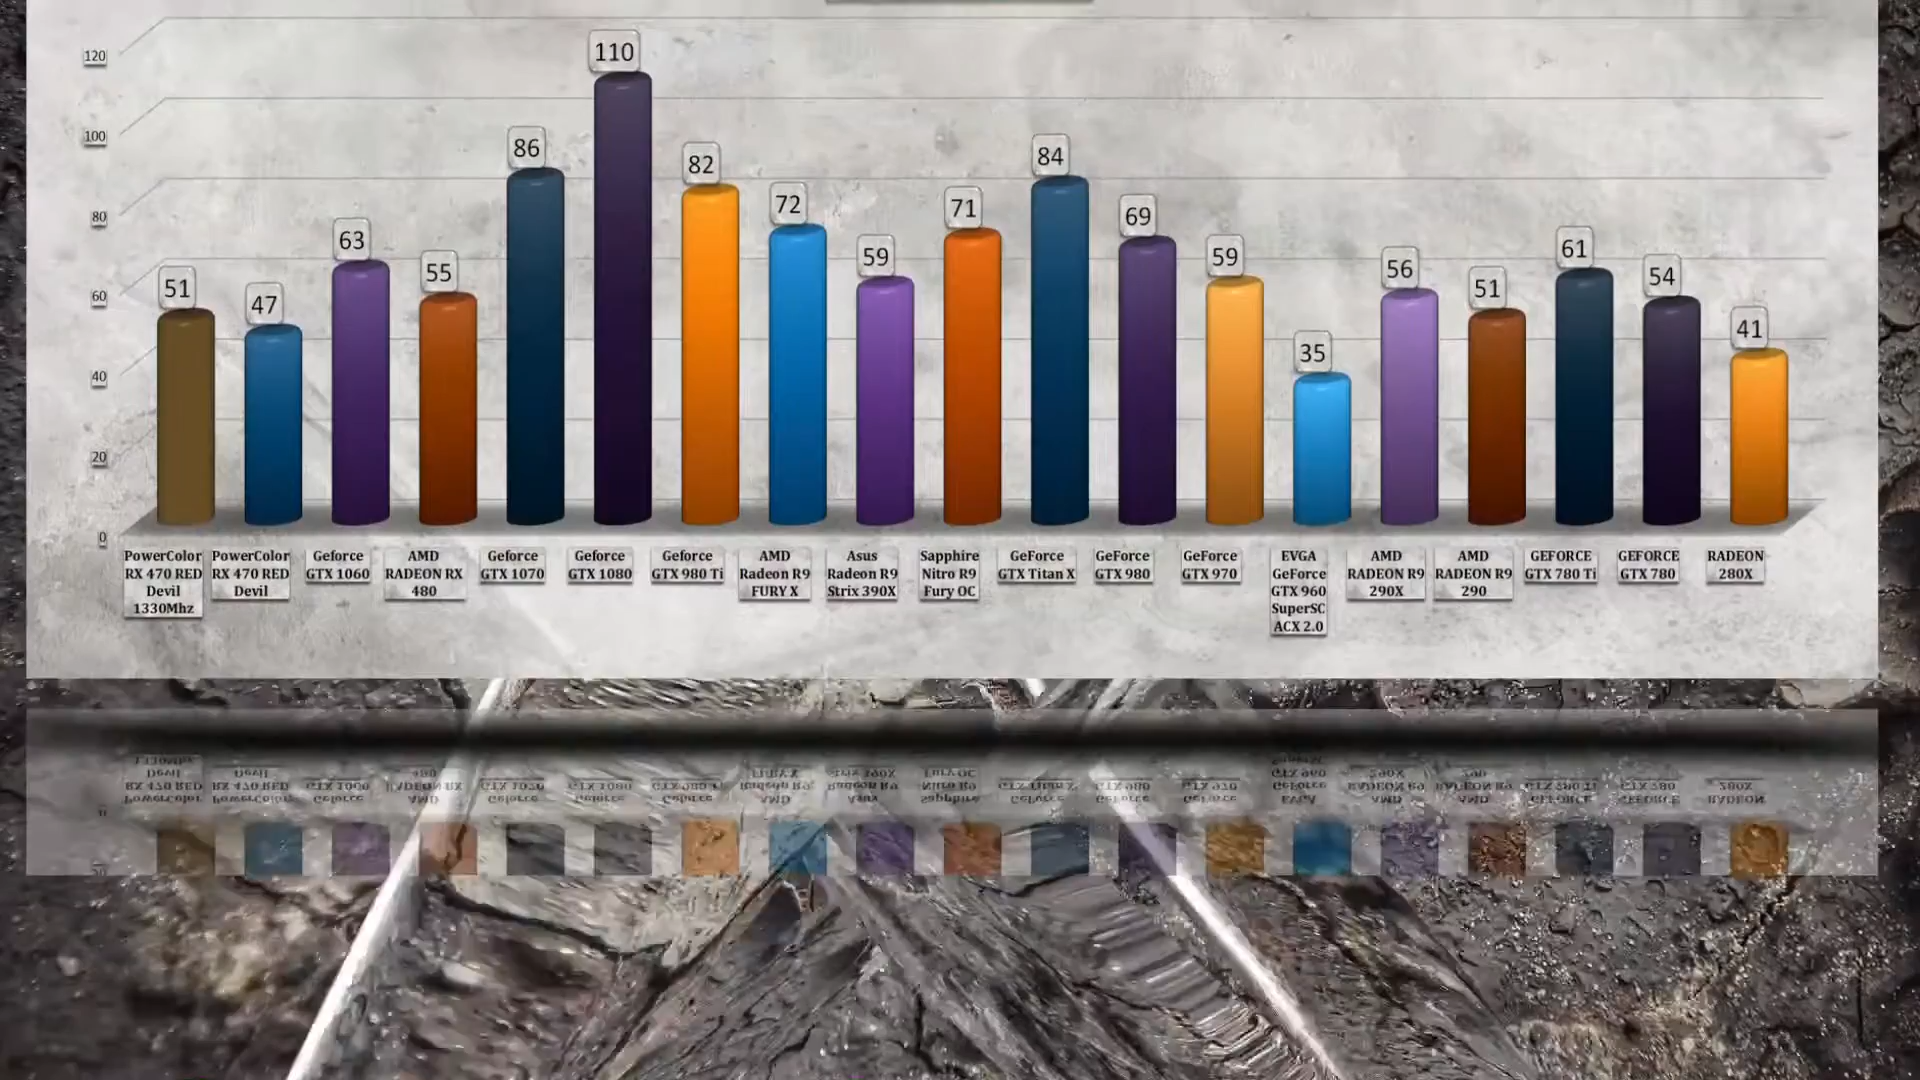 120
100
80
60
40
20
0
51
47
63
55
86
110
82
72
59
71
84
69
59
35
56
51
61
54
41
PowerColor
RX 470 RED
Devil
1330Mhz
PowerColor
RX 470 RED
Devil
Geforce
GTX 1060
AMD
RADEON RX
480
Geforce
GTX 1070
Geforce
GTX 1080
Geforce
GTX 980 Ti
AMD
Radeon R9
FURY X
Asus
Radeon R9
Strix 390X
Sapphire
Nitro R9
Fury OC
GeForce
GTX Titan X
GeForce
GTX 980
GeForce
GTX 970
EVGA
GeForce
GTX 960
SuperSC
ACX 2.0
AMD
RADEON R9
290X
AMD
RADEON R9
290
GEFORCE
GTX 780 Ti
GEFORCE
GTX 780
RADEON
280X